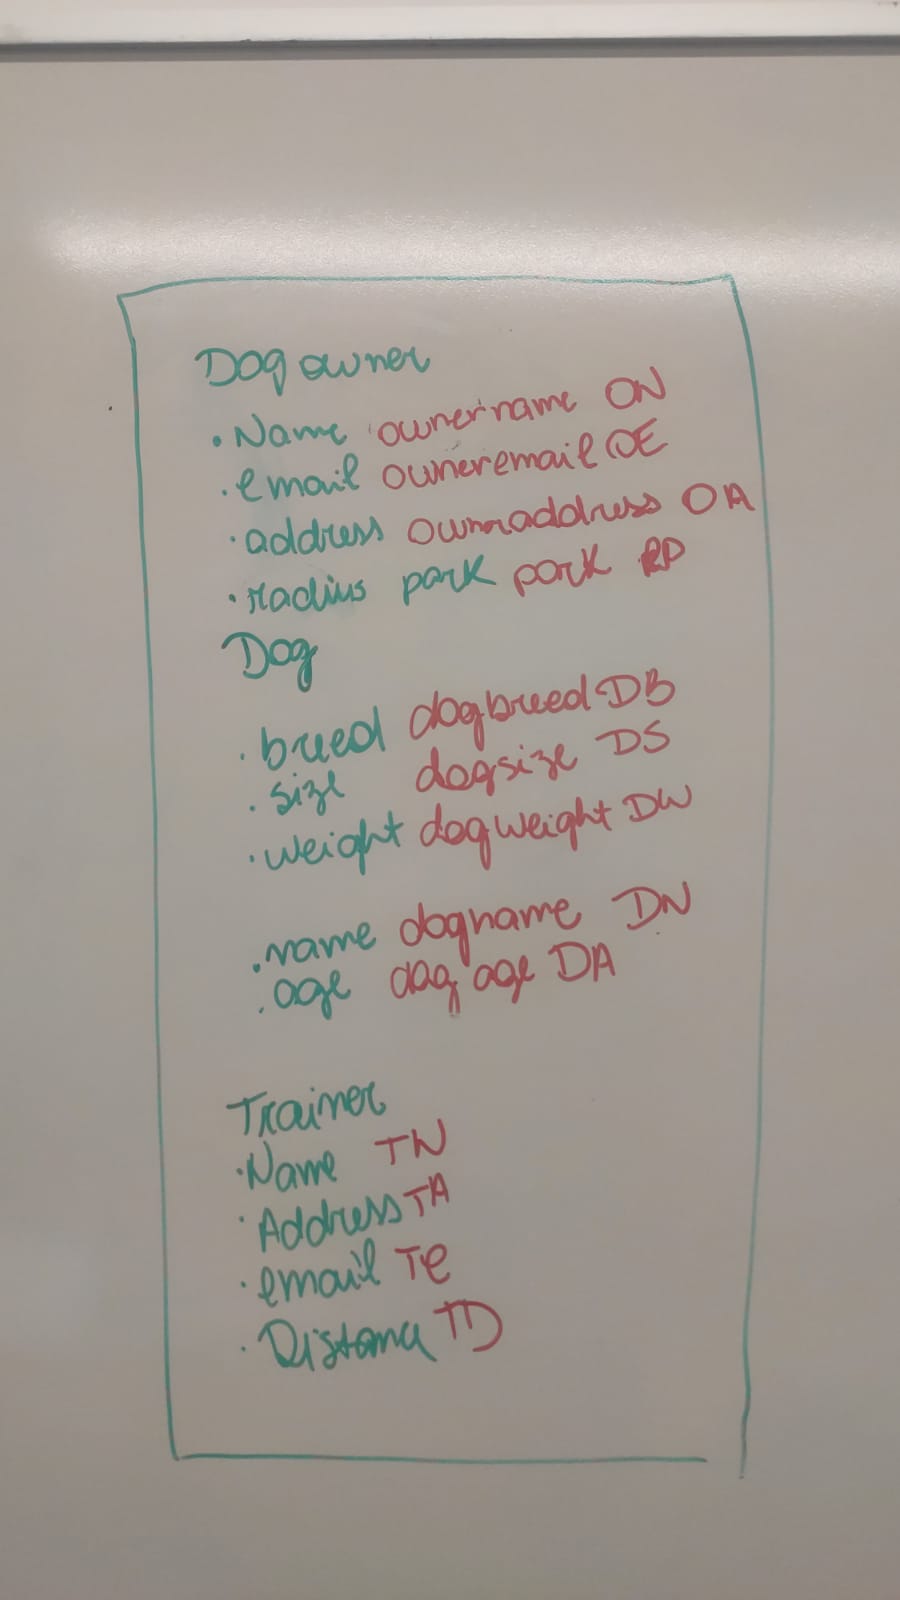 Dog owner
• Name ownername ON
• email owneremail OE
• address owneraddress OA
• radius park park RP
Dog
• breed dogbreed DB
• size dogsize DS
• weight dogweight DW
• name dogname DN
• age dog age DA
Trainer
• Name TN
• Address TA
• email Te
• Distance TD